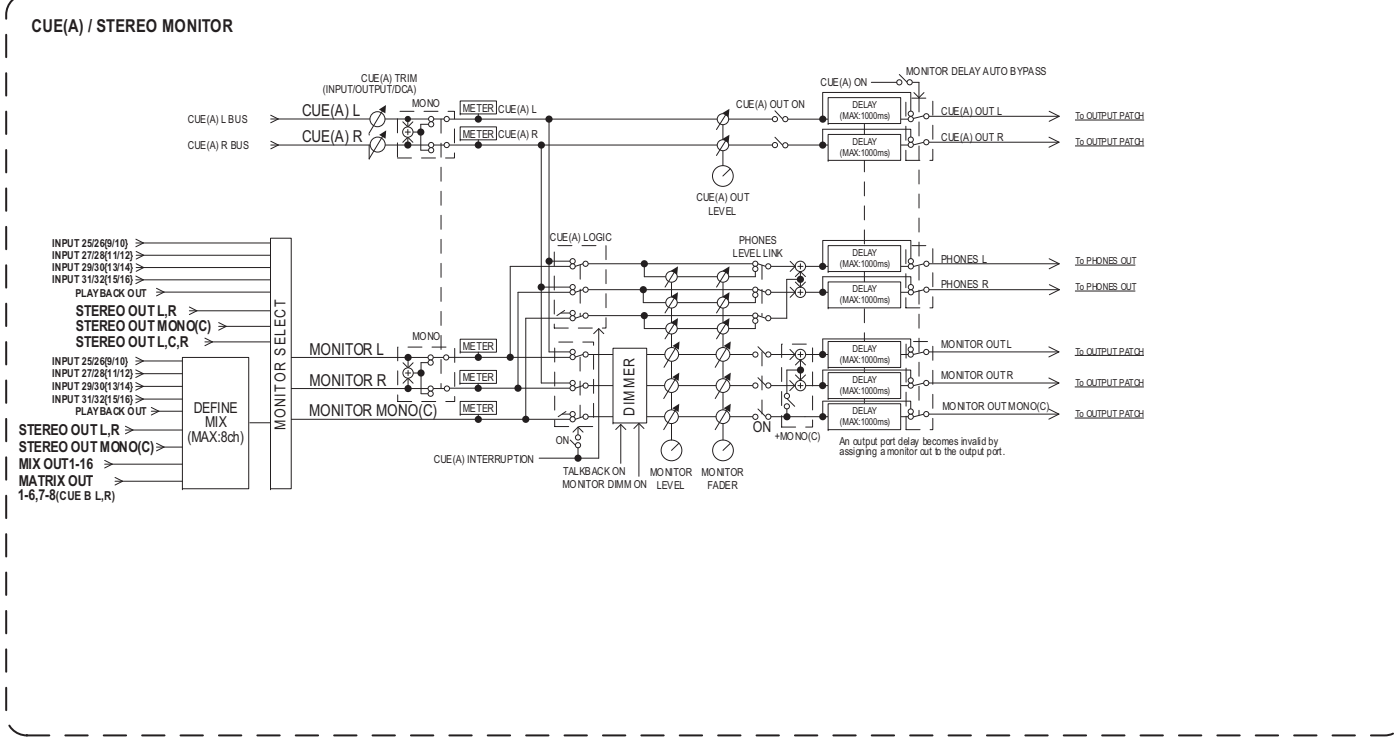 CUE(A) / STEREO MONITOR
CUE(A) TRIM
(INPUT/OUTPUT/DCA)
MONO
CUE(A) L BUS
CUE(A) L
METER
CUE(A) L
CUE(A) R BUS
CUE(A) R
METER
CUE(A) R
CUE(A) OUT ON
CUE(A) OUT
LEVEL
CUE(A) ON
MONITOR DELAY AUTO BYPASS
DELAY
(MAX:1000ms)
CUE(A) OUT L
To OUTPUT PATCH
DELAY
(MAX:1000ms)
CUE(A) OUT R
To OUTPUT PATCH
INPUT 25/26{9/10}
INPUT 27/28{11/12}
INPUT 29/30{13/14}
INPUT 31/32{15/16}
PLAYBACK OUT
STEREO OUT L,R
STEREO OUT MONO(C)
STEREO OUT L,C,R
INPUT 25/26{9/10}
INPUT 27/28{11/12}
INPUT 29/30{13/14}
INPUT 31/32{15/16}
PLAYBACK OUT
STEREO OUT L,R
STEREO OUT MONO(C)
MIX OUT1-16
MATRIX OUT
1-6,7-8(CUE B L,R)
DEFINE
MIX
(MAX:8ch)
MONITOR SELECT
MONO
MONITOR L
METER
MONITOR R
METER
MONITOR MONO(C)
METER
CUE(A) LOGIC
ON
CUE(A) INTERRUPTION
DIMMER
TALKBACK ON
MONITOR DIMM ON
MONITOR
LEVEL
MONITOR
FADER
PHONES
LEVEL LINK
ON
+MONO(C)
DELAY
(MAX:1000ms)
PHONES L
To PHONES OUT
DELAY
(MAX:1000ms)
PHONES R
To PHONES OUT
DELAY
(MAX:1000ms)
MONITOR OUT L
To OUTPUT PATCH
DELAY
(MAX:1000ms)
MONITOR OUT R
To OUTPUT PATCH
DELAY
(MAX:1000ms)
MONITOR OUT MONO(C)
To OUTPUT PATCH
An output port delay becomes invalid by
assigning a monitor out to the output port.